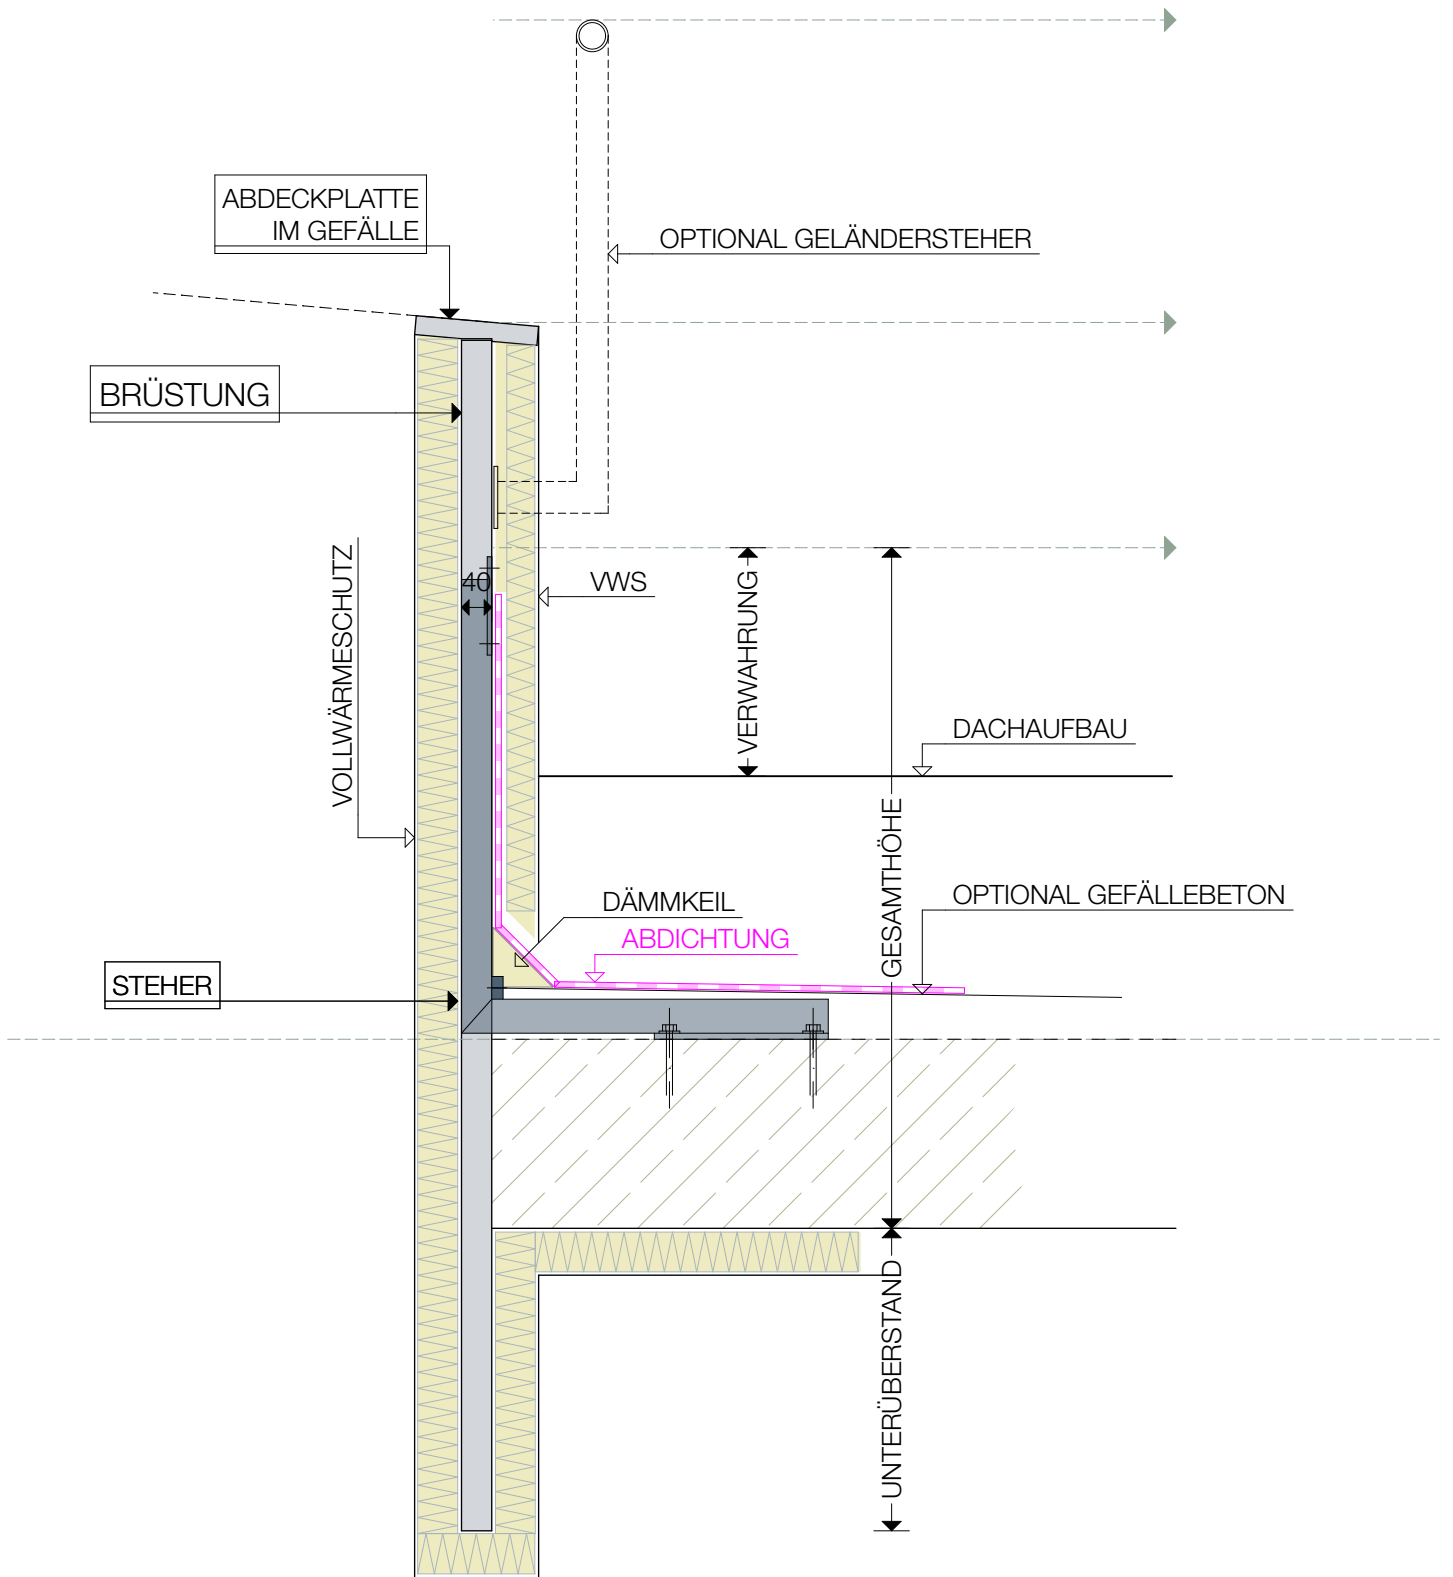 ABDECKPLATTE
IM GEFÄLLE
OPTIONAL GELÄNDERSTEHER
BRÜSTUNG
VOLLWÄRMESCHUTZ
40
VWS
VERWAHRUNG
DACHAUFBAU
GESAMTHÖHE
DÄMMKEIL
ABDICHTUNG
OPTIONAL GEFÄLLEBETON
STEHER
UNTERÜBERSTAND